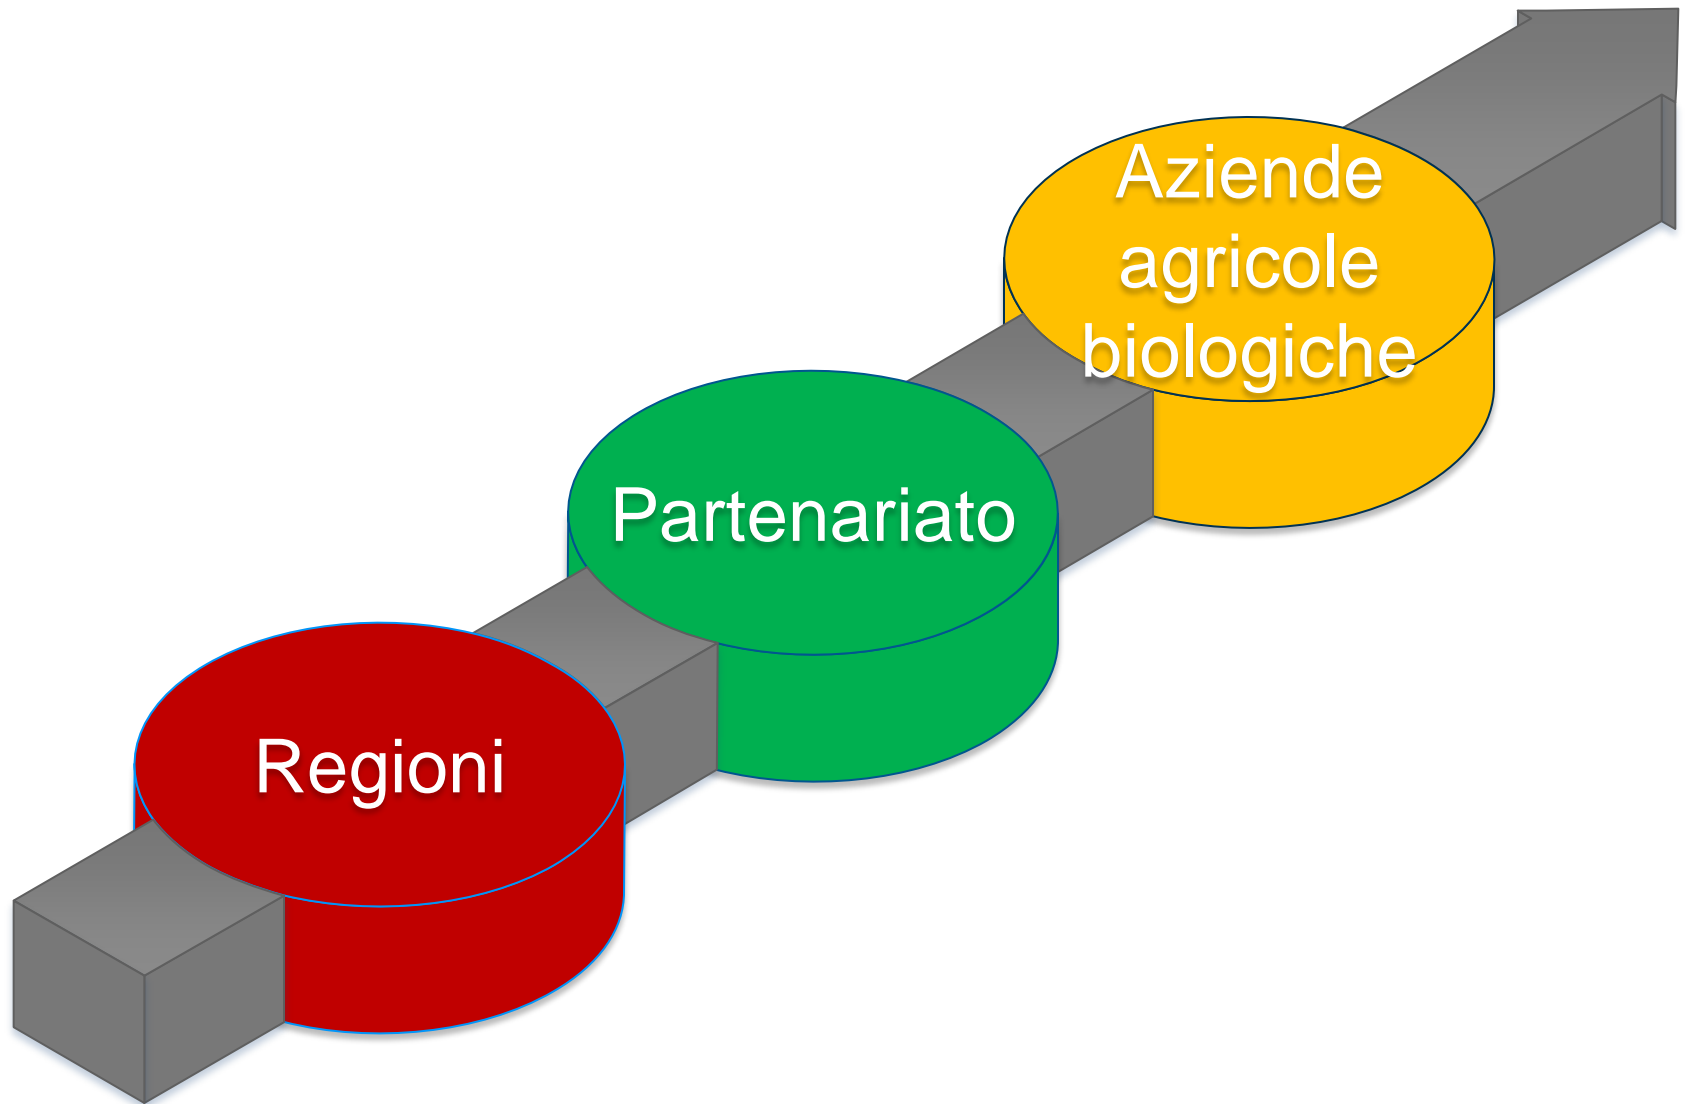 Aziende
agricole
biologiche
Partenariato
Regioni